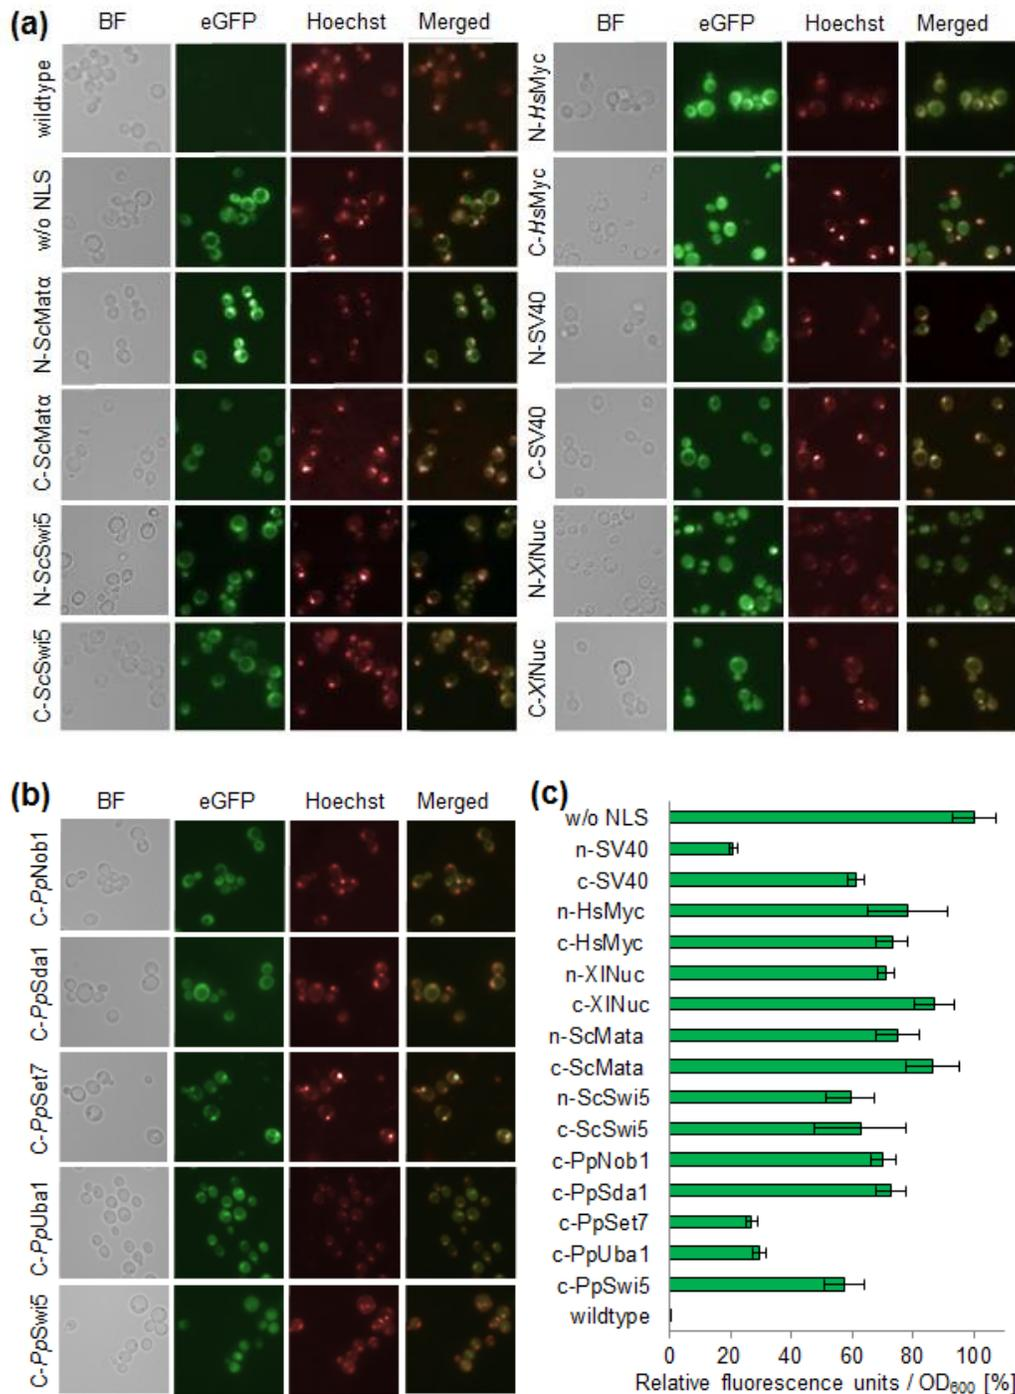 (a)
BF eGFP Hoechst Merged
wildtype
w/o NLS
N-ScMatα
C-ScMatα
N-ScSwi5
C-ScSwi5
BF eGFP Hoechst Merged
N-HsMyc
C-HsMyc
N-SV40
C-SV40
N-XlNuc
C-XlNuc
(b)
BF eGFP Hoechst Merged
C-PpNob1
C-PpSda1
C-PpSet7
C-PpUba1
C-PpSwi5
(c)
w/o NLS
n-SV40
c-SV40
n-HsMyc
c-HsMyc
n-XlNuc
c-XlNuc
n-ScMata
c-ScMata
n-ScSwi5
c-ScSwi5
c-PpNob1
c-PpSda1
c-PpSet7
c-PpUba1
c-PpSwi5
wildtype
0 20 40 60 80 100
Relative fluorescence units / OD₆₀₀ [%]